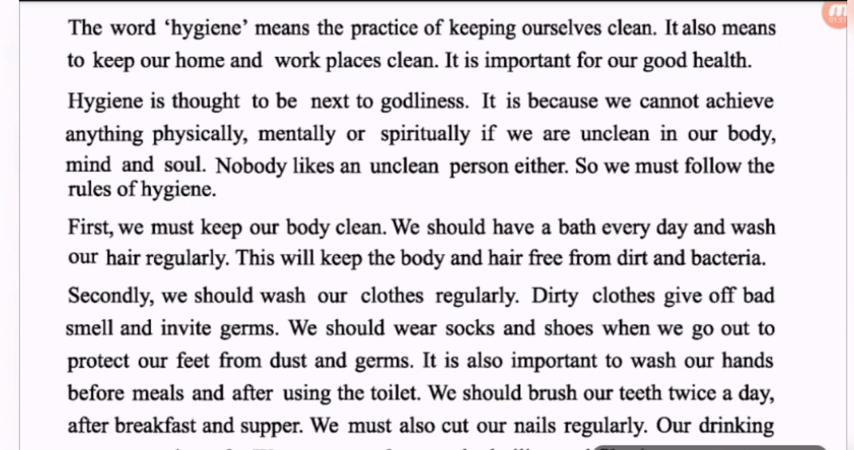 The word ‘hygiene’ means the practice of keeping ourselves clean. It also means
to keep our home and work places clean. It is important for our good health.
Hygiene is thought to be next to godliness. It is because we cannot achieve
anything physically, mentally or spiritually if we are unclean in our body,
mind and soul. Nobody likes an unclean person either. So we must follow the
rules of hygiene.
First, we must keep our body clean. We should have a bath every day and wash
our hair regularly. This will keep the body and hair free from dirt and bacteria.
Secondly, we should wash our clothes regularly. Dirty clothes give off bad
smell and invite germs. We should wear socks and shoes when we go out to
protect our feet from dust and germs. It is also important to wash our hands
before meals and after using the toilet. We should brush our teeth twice a day,
after breakfast and supper. We must also cut our nails regularly. Our drinking